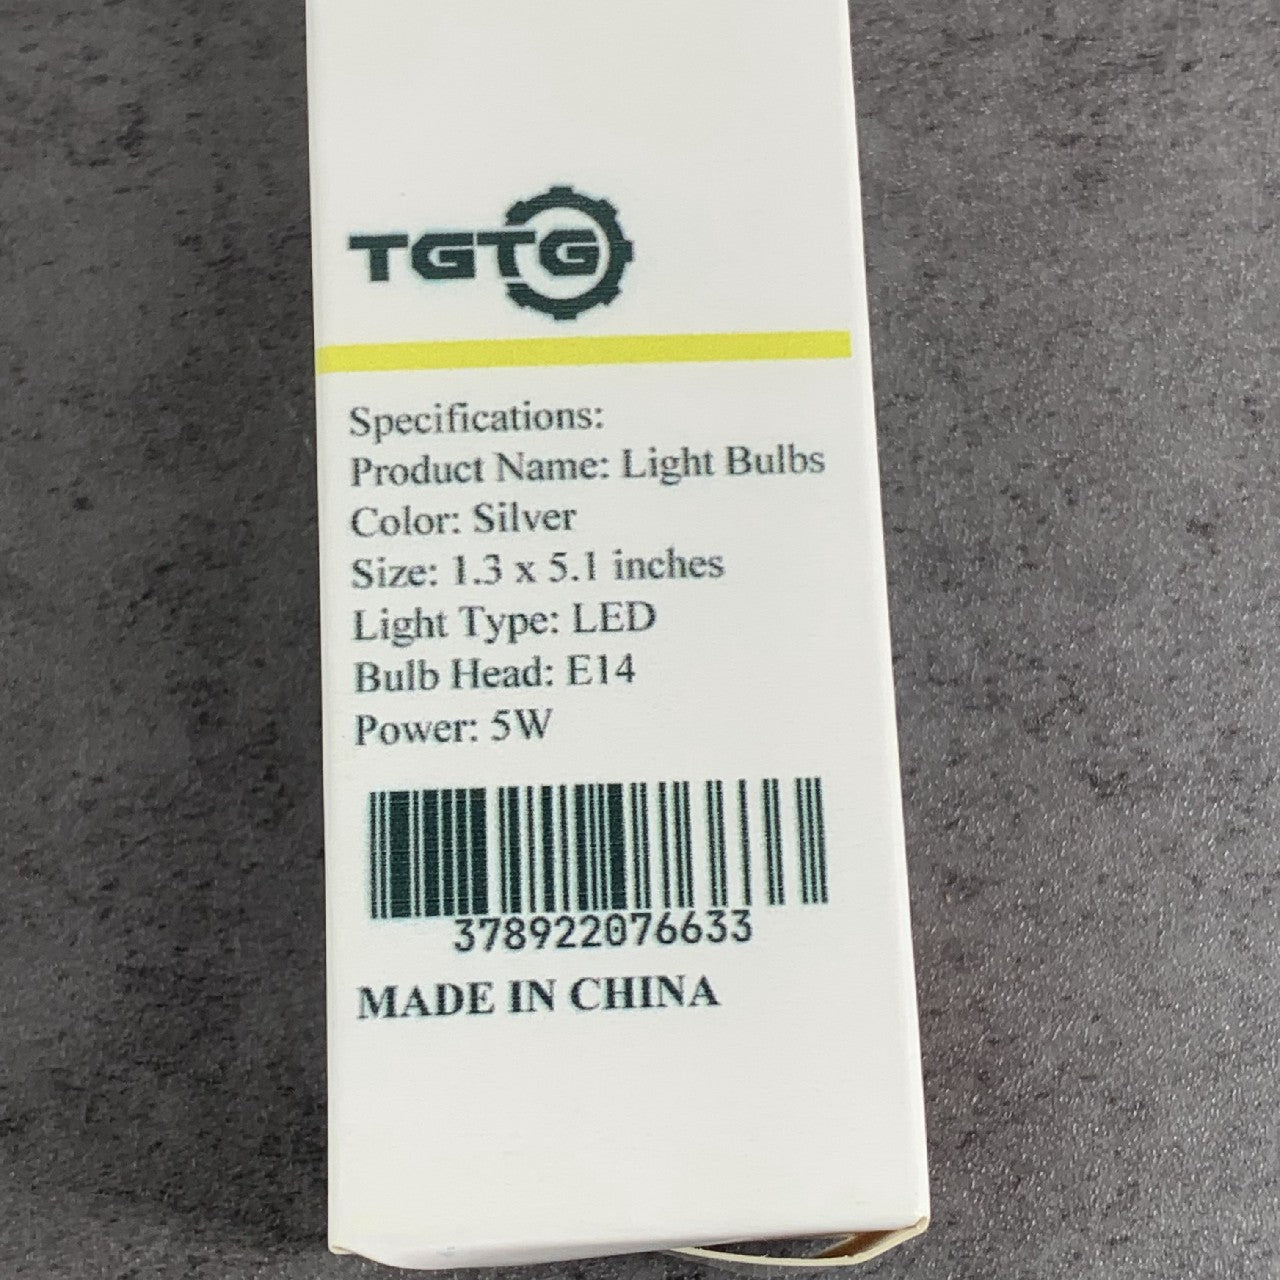 TGTG
Specifications:
Product Name: Light Bulbs
Color: Silver
Size: 1.3 x 5.1 inches
Light Type: LED
Bulb Head: E14
Power: 5W
378922076633
MADE IN CHINA